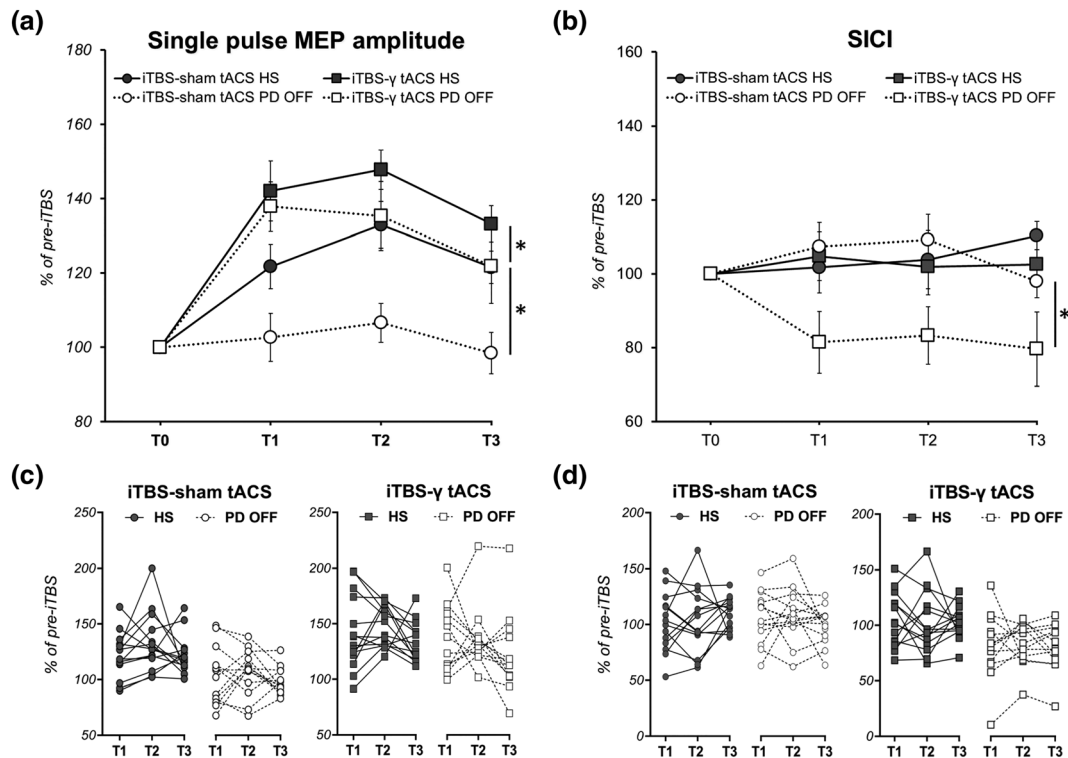 (a)
Single pulse MEP amplitude
180
160
140
120
100
80
% of pre-iTBS
iTBS-sham tACS HS
iTBS-γ tACS HS
iTBS-sham tACS PD OFF
iTBS-γ tACS PD OFF
*
*
T0 T1 T2 T3
(b)
SICI
160
140
120
100
80
60
% of pre-iTBS
iTBS-sham tACS HS
iTBS-γ tACS HS
iTBS-sham tACS PD OFF
iTBS-γ tACS PD OFF
*
T0 T1 T2 T3
(c)
iTBS-sham tACS
HS PD OFF
250
200
150
100
50
% of pre-iTBS
T1 T2 T3 T1 T2 T3
iTBS-γ tACS
HS PD OFF
250
200
150
100
50
T1 T2 T3 T1 T2 T3
(d)
iTBS-sham tACS
HS PD OFF
200
150
100
50
0
% of pre-iTBS
T1 T2 T3 T1 T2 T3
iTBS-γ tACS
HS PD OFF
200
150
100
50
0
T1 T2 T3 T1 T2 T3